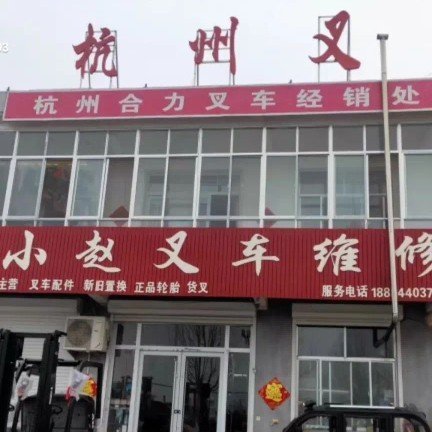 杭州叉
杭州合力叉车经销处
小赵叉车维修
主营 叉车配件 新旧置换 正品轮胎 货叉
服务电话 188